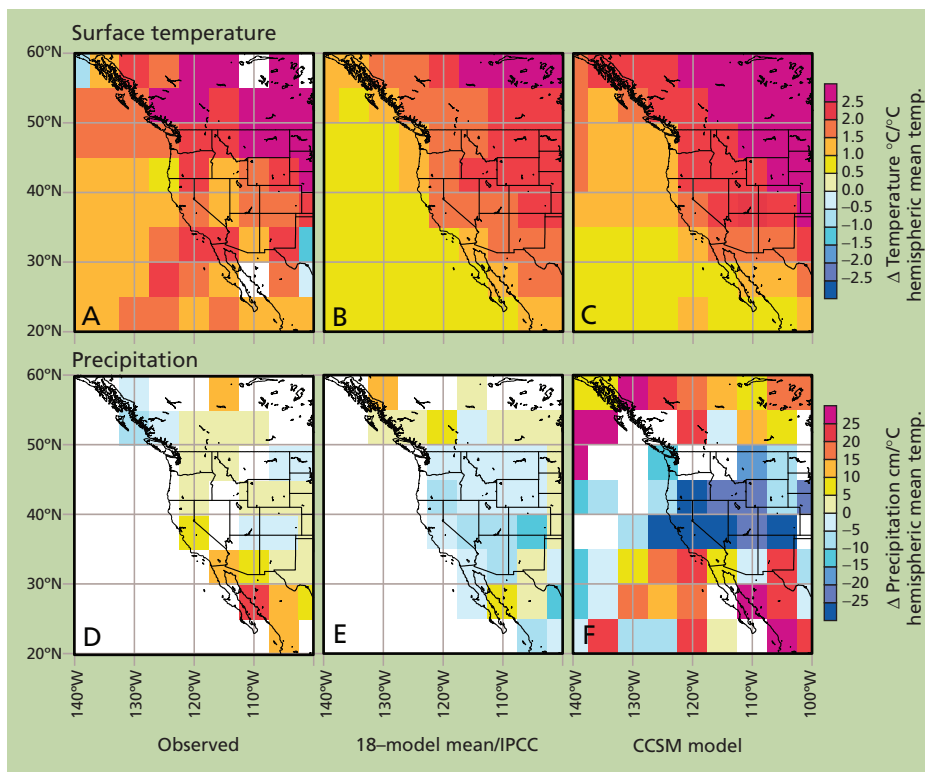 Surface temperature
60°N
50°N
40°N
30°N
20°N
A
B
C
2.5
2.0
1.5
1.0
0.5
0.0
−0.5
−1.0
−1.5
−2.0
−2.5
Δ Temperature °C/°C
hemispheric mean temp.
Precipitation
60°N
50°N
40°N
30°N
20°N
D
E
F
25
20
15
10
5
0
−5
−10
−15
−20
−25
Δ Precipitation cm/°C
hemispheric mean temp.
140°W
130°W
120°W
110°W
140°W
130°W
120°W
110°W
140°W
130°W
120°W
110°W
100°W
Observed
18–model mean/IPCC
CCSM model